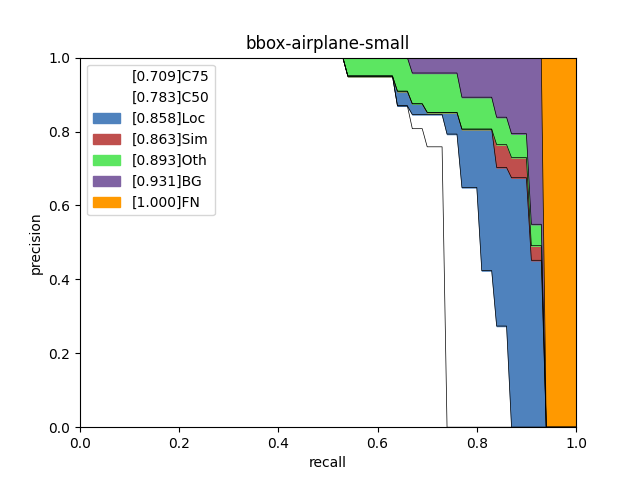 bbox-airplane-small
1.0
0.8
0.6
0.4
0.2
0.0
precision
[0.709]C75
[0.783]C50
[0.858]Loc
[0.863]Sim
[0.893]Oth
[0.931]BG
[1.000]FN
0.0 0.2 0.4 0.6 0.8 1.0
recall